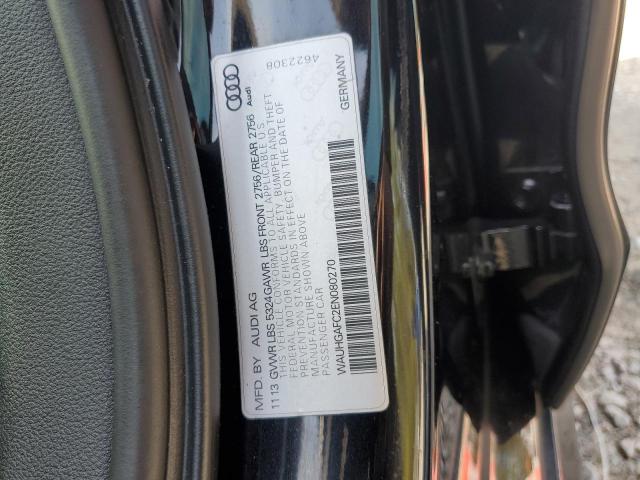 4622308
Audi
MFD. BY AUDI AG
1113 GVWR LBS 5324 GAWR LBS FRONT 2756/REAR 2756
THIS VEHICLE CONFORMS TO ALL APPLICABLE U.S
FEDERAL MOTOR VEHICLE SAFETY, BUMPER AND THEFT
PREVENTION STANDARDS IN EFFECT ON THE DATE OF
MANUFACTURE SHOWN ABOVE
PASSENGER CAR
WAUHGAFC2EN080270
GERMANY